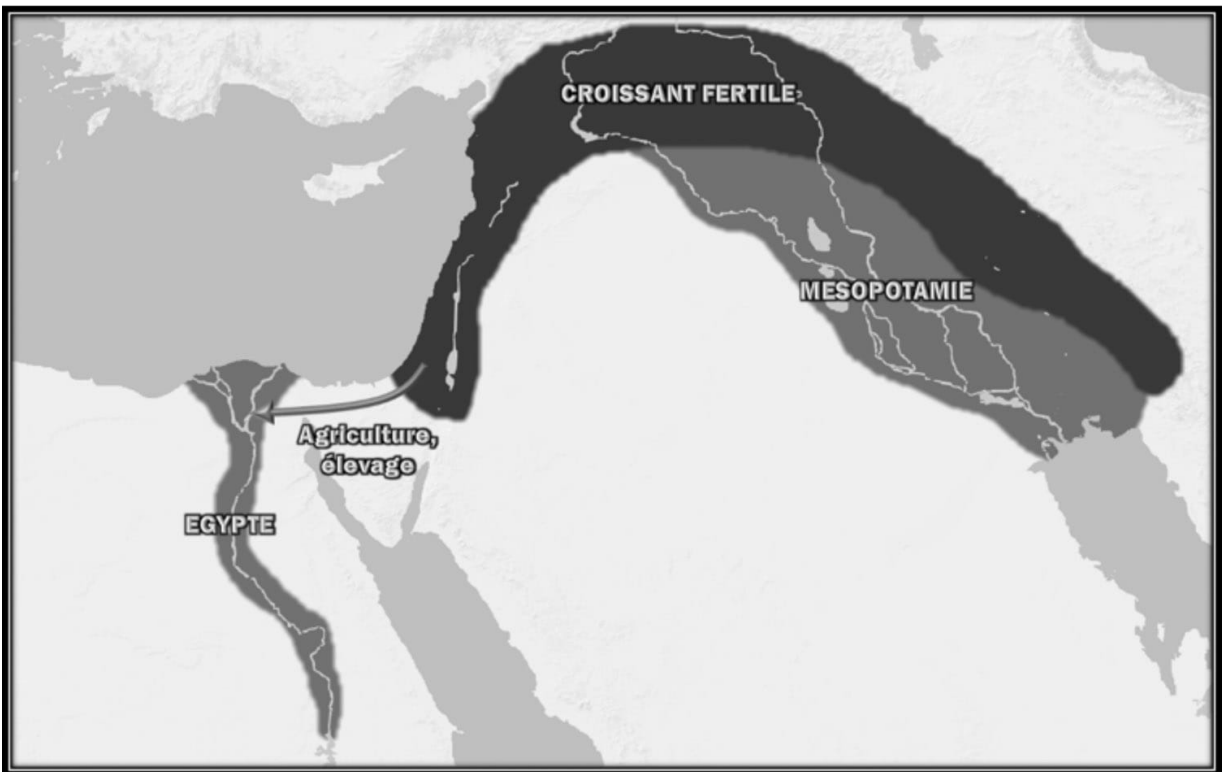 CROISSANT FERTILE
MESOPOTAMIE
Agriculture,
élevage
EGYPTE